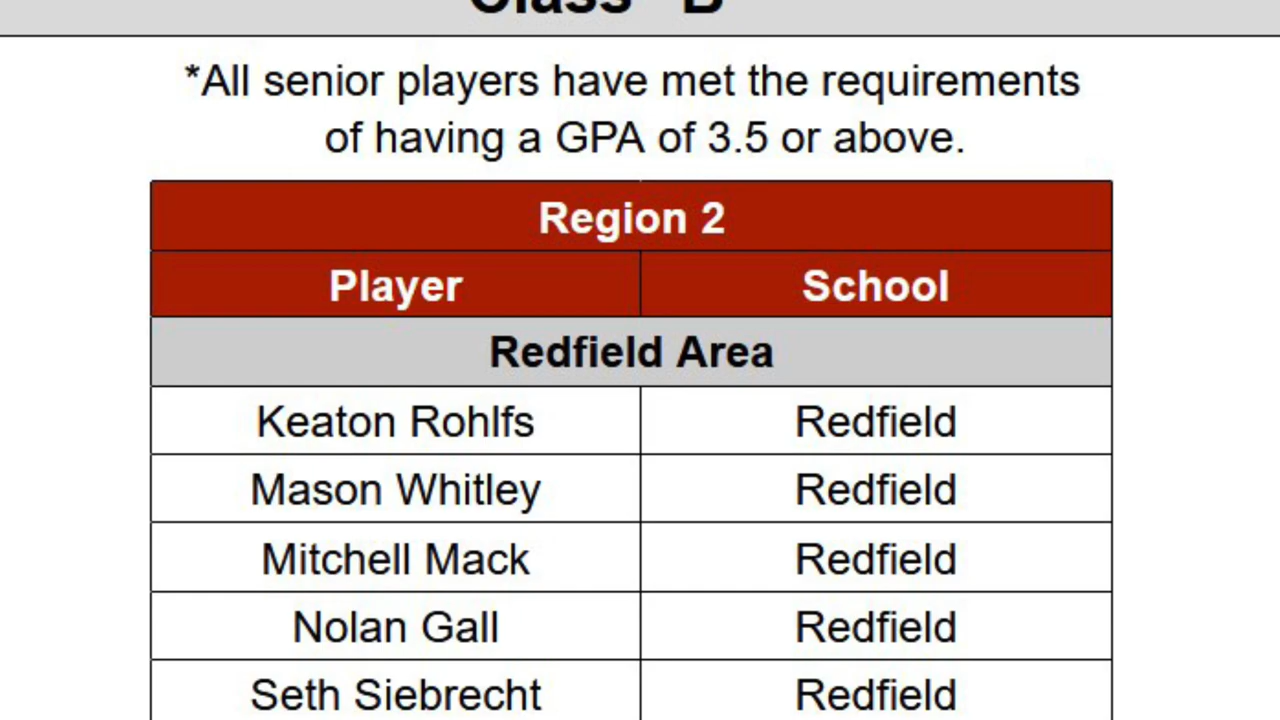 Class "B"
*All senior players have met the requirements
of having a GPA of 3.5 or above.
Region 2
Player School
Redfield Area
Keaton Rohlfs Redfield
Mason Whitley Redfield
Mitchell Mack Redfield
Nolan Gall Redfield
Seth Siebrecht Redfield